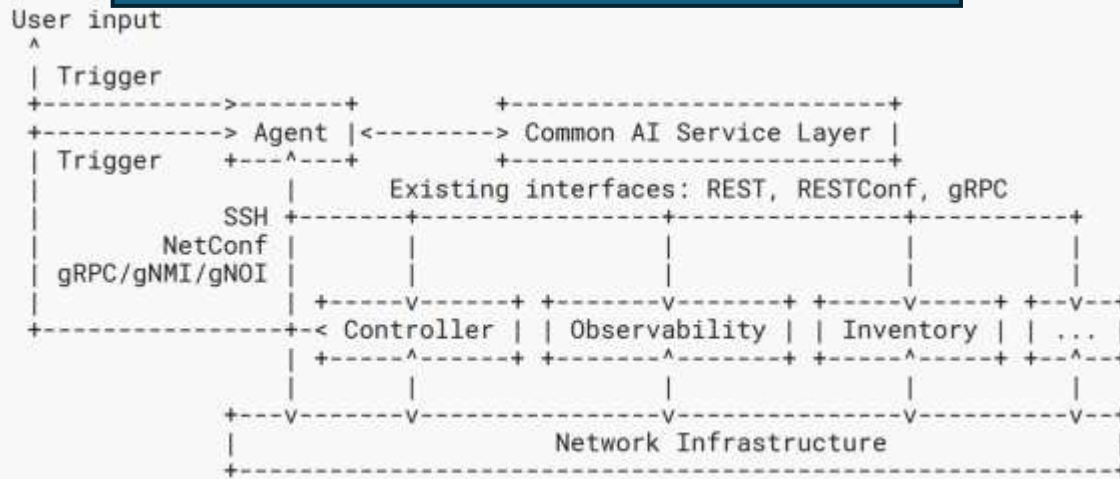 User input
Trigger
Agent Common AI Service Layer
Trigger
Existing interfaces: REST, RESTConf, gRPC
SSH
NetConf
gRPC/gNMI/gNOI
Controller Observability Inventory ...
Network Infrastructure